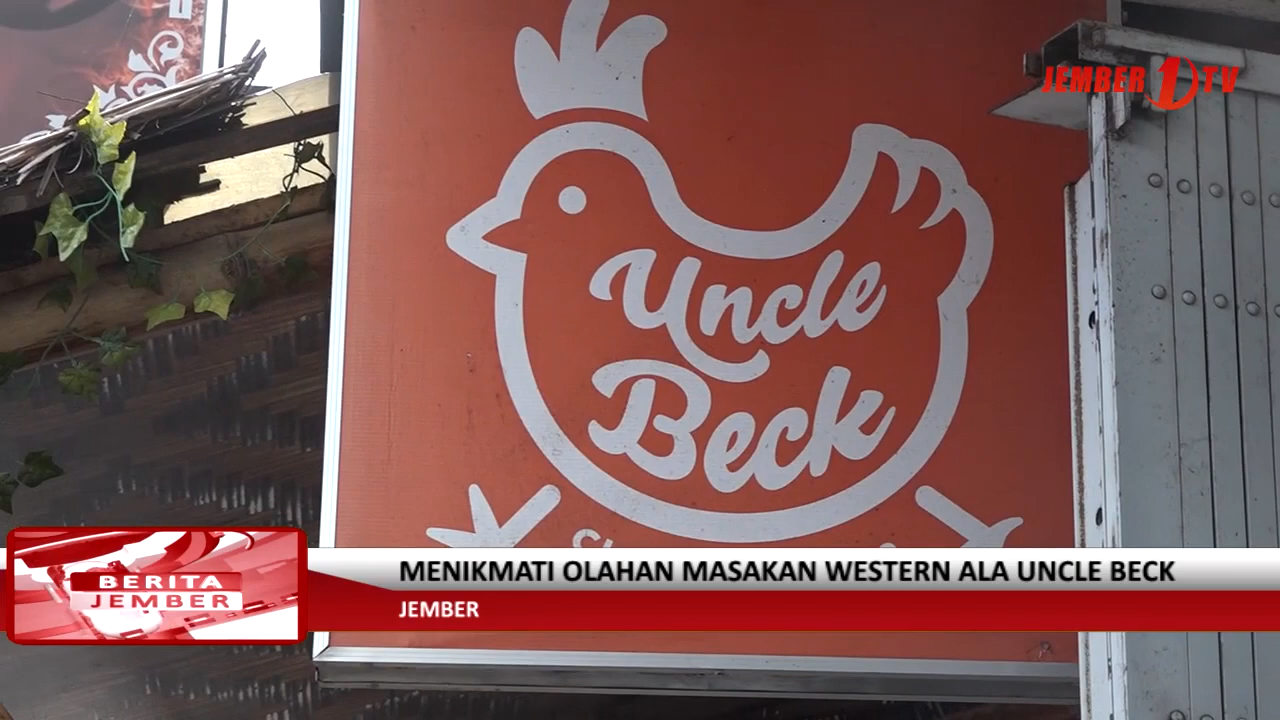 JEMBER 1 TV
Uncle
Beck
MENIKMATI OLAHAN MASAKAN WESTERN ALA UNCLE BECK
JEMBER
BERITA
JEMBER